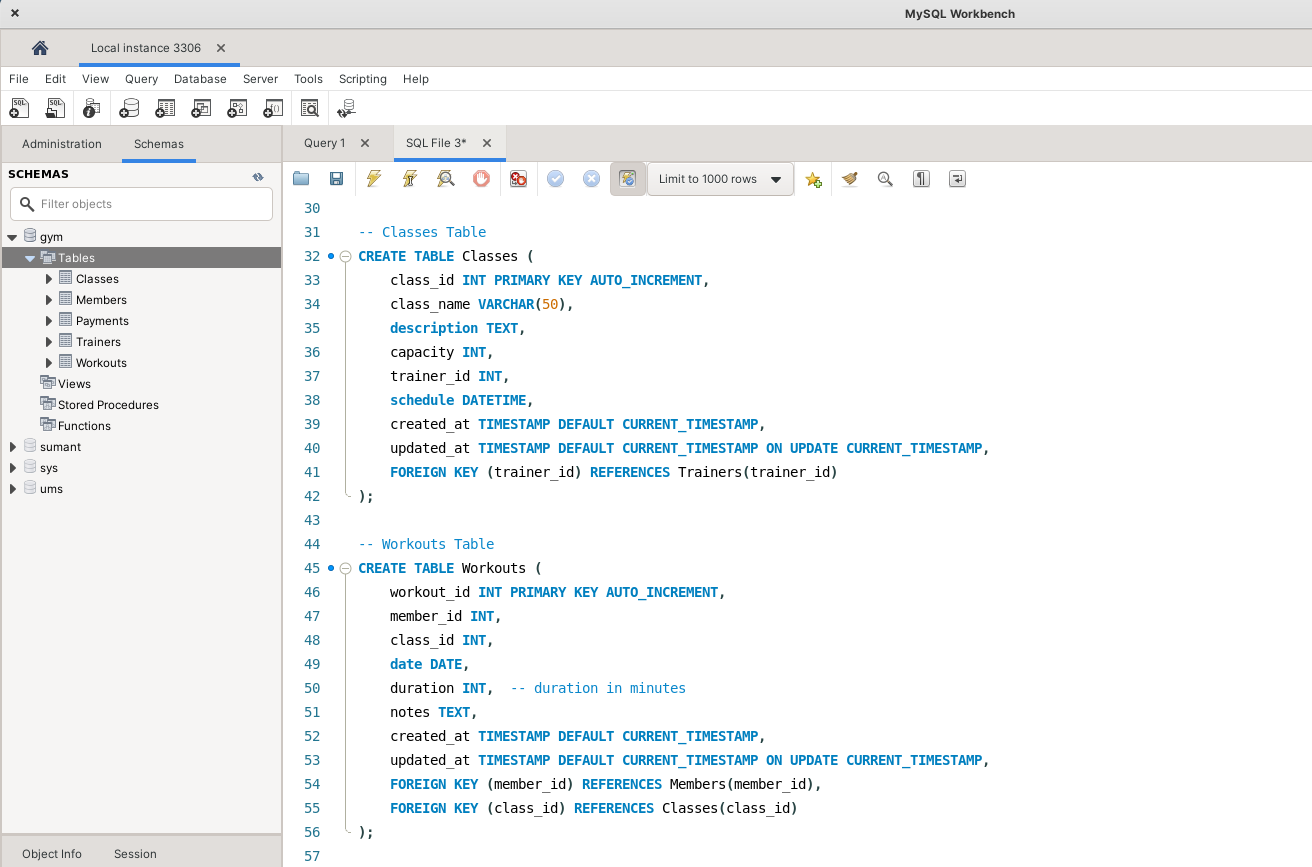 MySQL Workbench
Local instance 3306
File Edit View Query Database Server Tools Scripting Help
Administration Schemas
SCHEMAS
Filter objects
gym
Tables
Classes
Members
Payments
Trainers
Workouts
Views
Stored Procedures
Functions
sumant
sys
ums
Object Info Session
Query 1 SQL File 3*
Limit to 1000 rows
30
31 -- Classes Table
32 CREATE TABLE Classes (
33 class_id INT PRIMARY KEY AUTO_INCREMENT,
34 class_name VARCHAR(50),
35 description TEXT,
36 capacity INT,
37 trainer_id INT,
38 schedule DATETIME,
39 created_at TIMESTAMP DEFAULT CURRENT_TIMESTAMP,
40 updated_at TIMESTAMP DEFAULT CURRENT_TIMESTAMP ON UPDATE CURRENT_TIMESTAMP,
41 FOREIGN KEY (trainer_id) REFERENCES Trainers(trainer_id)
42 );
43
44 -- Workouts Table
45 CREATE TABLE Workouts (
46 workout_id INT PRIMARY KEY AUTO_INCREMENT,
47 member_id INT,
48 class_id INT,
49 date DATE,
50 duration INT,  -- duration in minutes
51 notes TEXT,
52 created_at TIMESTAMP DEFAULT CURRENT_TIMESTAMP,
53 updated_at TIMESTAMP DEFAULT CURRENT_TIMESTAMP ON UPDATE CURRENT_TIMESTAMP,
54 FOREIGN KEY (member_id) REFERENCES Members(member_id),
55 FOREIGN KEY (class_id) REFERENCES Classes(class_id)
56 );
57